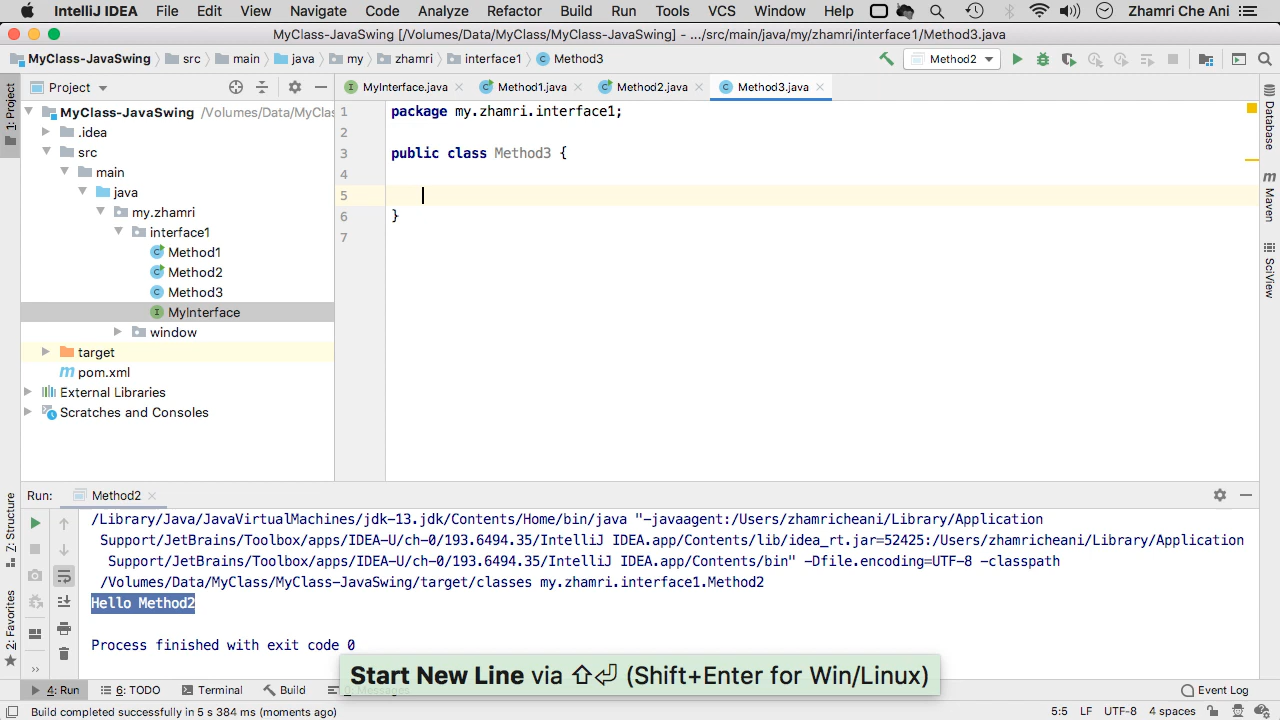 IntelliJ IDEA File Edit View Navigate Code Analyze Refactor Build Run Tools VCS Window Help Zhamri Che Ani
MyClass-JavaSwing [/Volumes/Data/MyClass/MyClass-JavaSwing] - .../src/main/java/my/zhamri/interface1/Method3.java
MyClass-JavaSwing src main java my zhamri interface1 Method3 Method2
Project MyInterface.java Method1.java Method2.java Method3.java
1: Project
MyClass-JavaSwing /Volumes/Data/MyClas
.idea
src
main
java
my.zhamri
interface1
Method1
Method2
Method3
MyInterface
window
target
pom.xml
External Libraries
Scratches and Consoles
1 package my.zhamri.interface1;
2
3 public class Method3 {
4
5
6 }
7
Database
m
Maven
SciView
Z: Structure
2: Favorites
Run: Method2
/Library/Java/JavaVirtualMachines/jdk-13.jdk/Contents/Home/bin/java "-javaagent:/Users/zhamricheani/Library/Application
Support/JetBrains/Toolbox/apps/IDEA-U/ch-0/193.6494.35/IntelliJ IDEA.app/Contents/lib/idea_rt.jar=52425:/Users/zhamricheani/Library/Application
Support/JetBrains/Toolbox/apps/IDEA-U/ch-0/193.6494.35/IntelliJ IDEA.app/Contents/bin" -Dfile.encoding=UTF-8 -classpath
/Volumes/Data/MyClass/MyClass-JavaSwing/target/classes my.zhamri.interface1.Method2
Hello Method2
Process finished with exit code 0
Start New Line via ⇧⏎ (Shift+Enter for Win/Linux)
4: Run 6: TODO Terminal Build 0: Messages Event Log
Build completed successfully in 5 s 384 ms (moments ago) 5:5 LF UTF-8 4 spaces